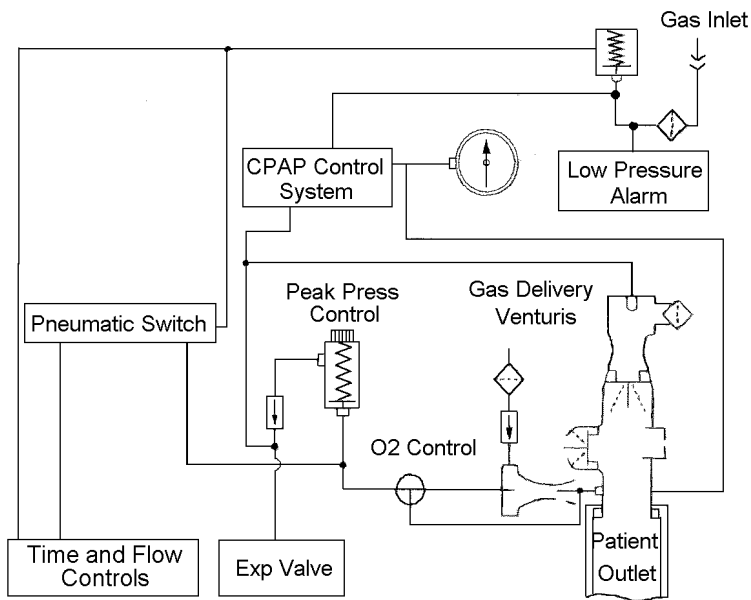 Gas Inlet
CPAP Control
System
Low Pressure
Alarm
Peak Press
Control
Gas Delivery
Venturis
Pneumatic Switch
O2 Control
Time and Flow
Controls
Exp Valve
Patient
Outlet